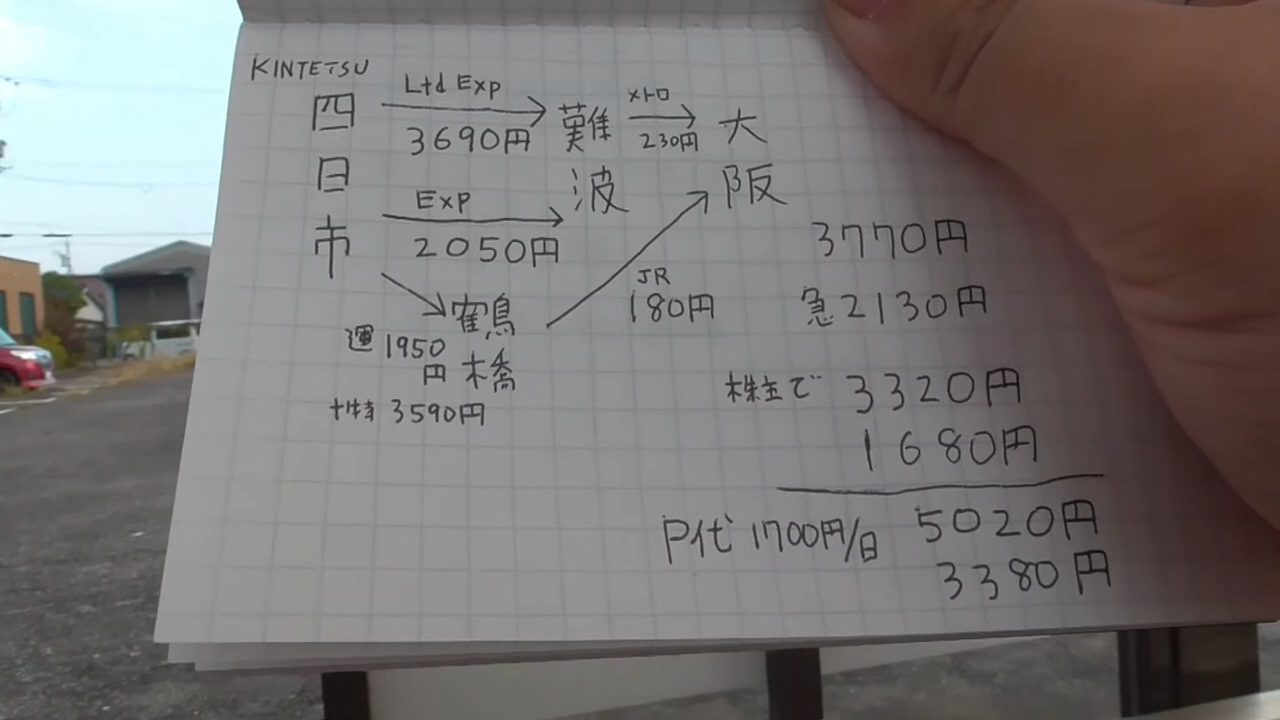 KINTETSU
四日市
Ltd Exp
3690円
難波
メトロ
230円
大阪
Exp
2050円
鶴橋
運1950円
特 3590円
JR
180円
3770円
急2130円
株主で 3320円
1680円
P代 1700円/日 5020円
3380円